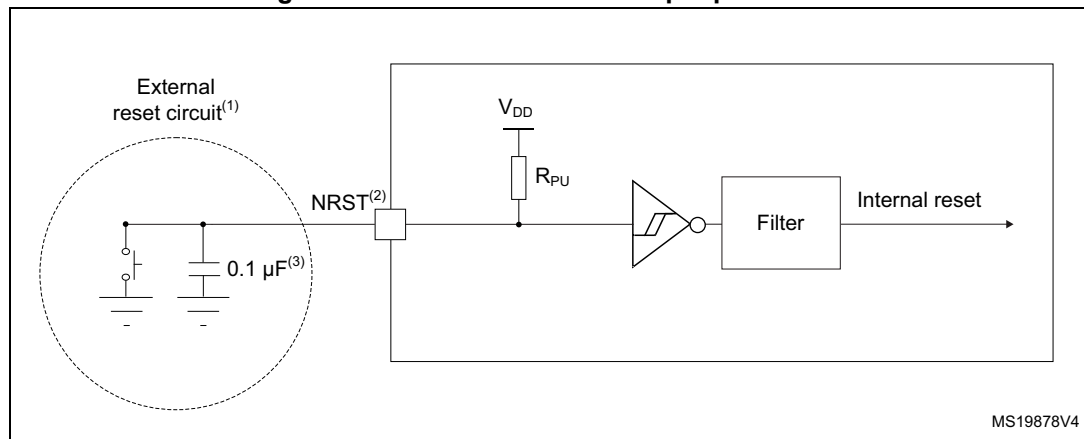 External
reset circuit(1)
VDD
RPU
NRST(2)
Filter
Internal reset
0.1 µF(3)
MS19878V4